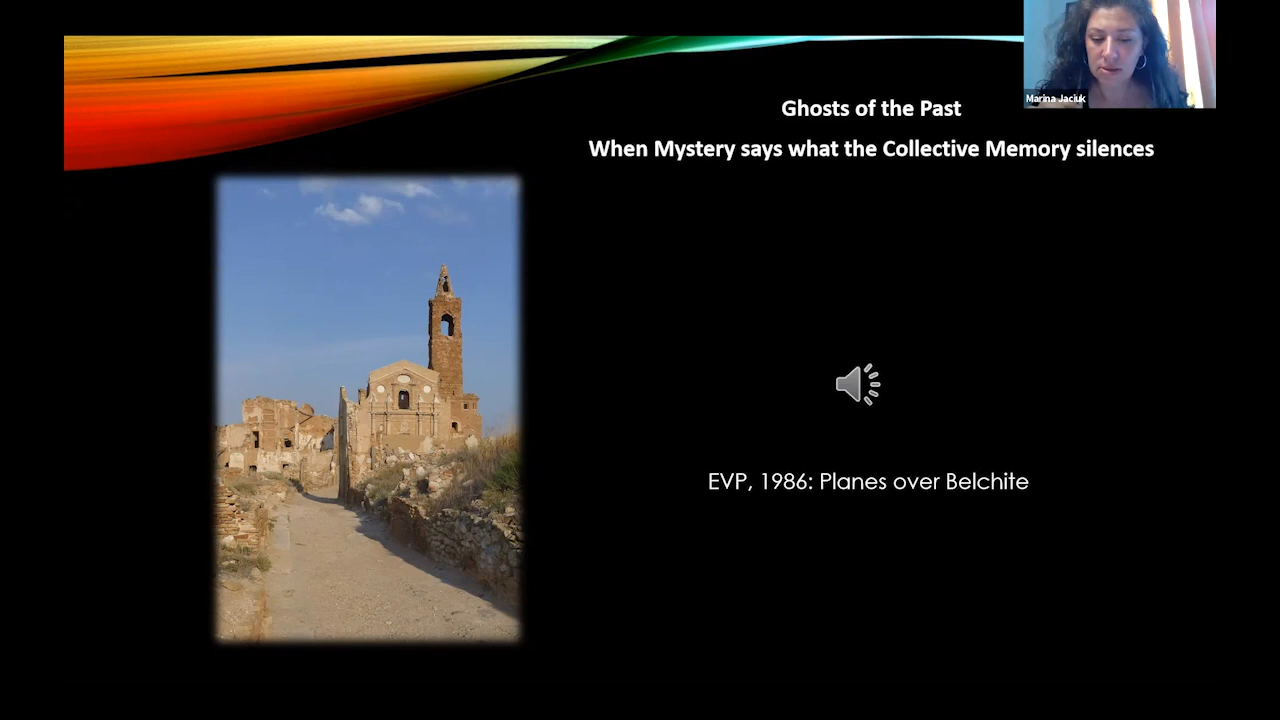 Marina Jaciuk
Ghosts of the Past
When Mystery says what the Collective Memory silences
EVP, 1986: Planes over Belchite